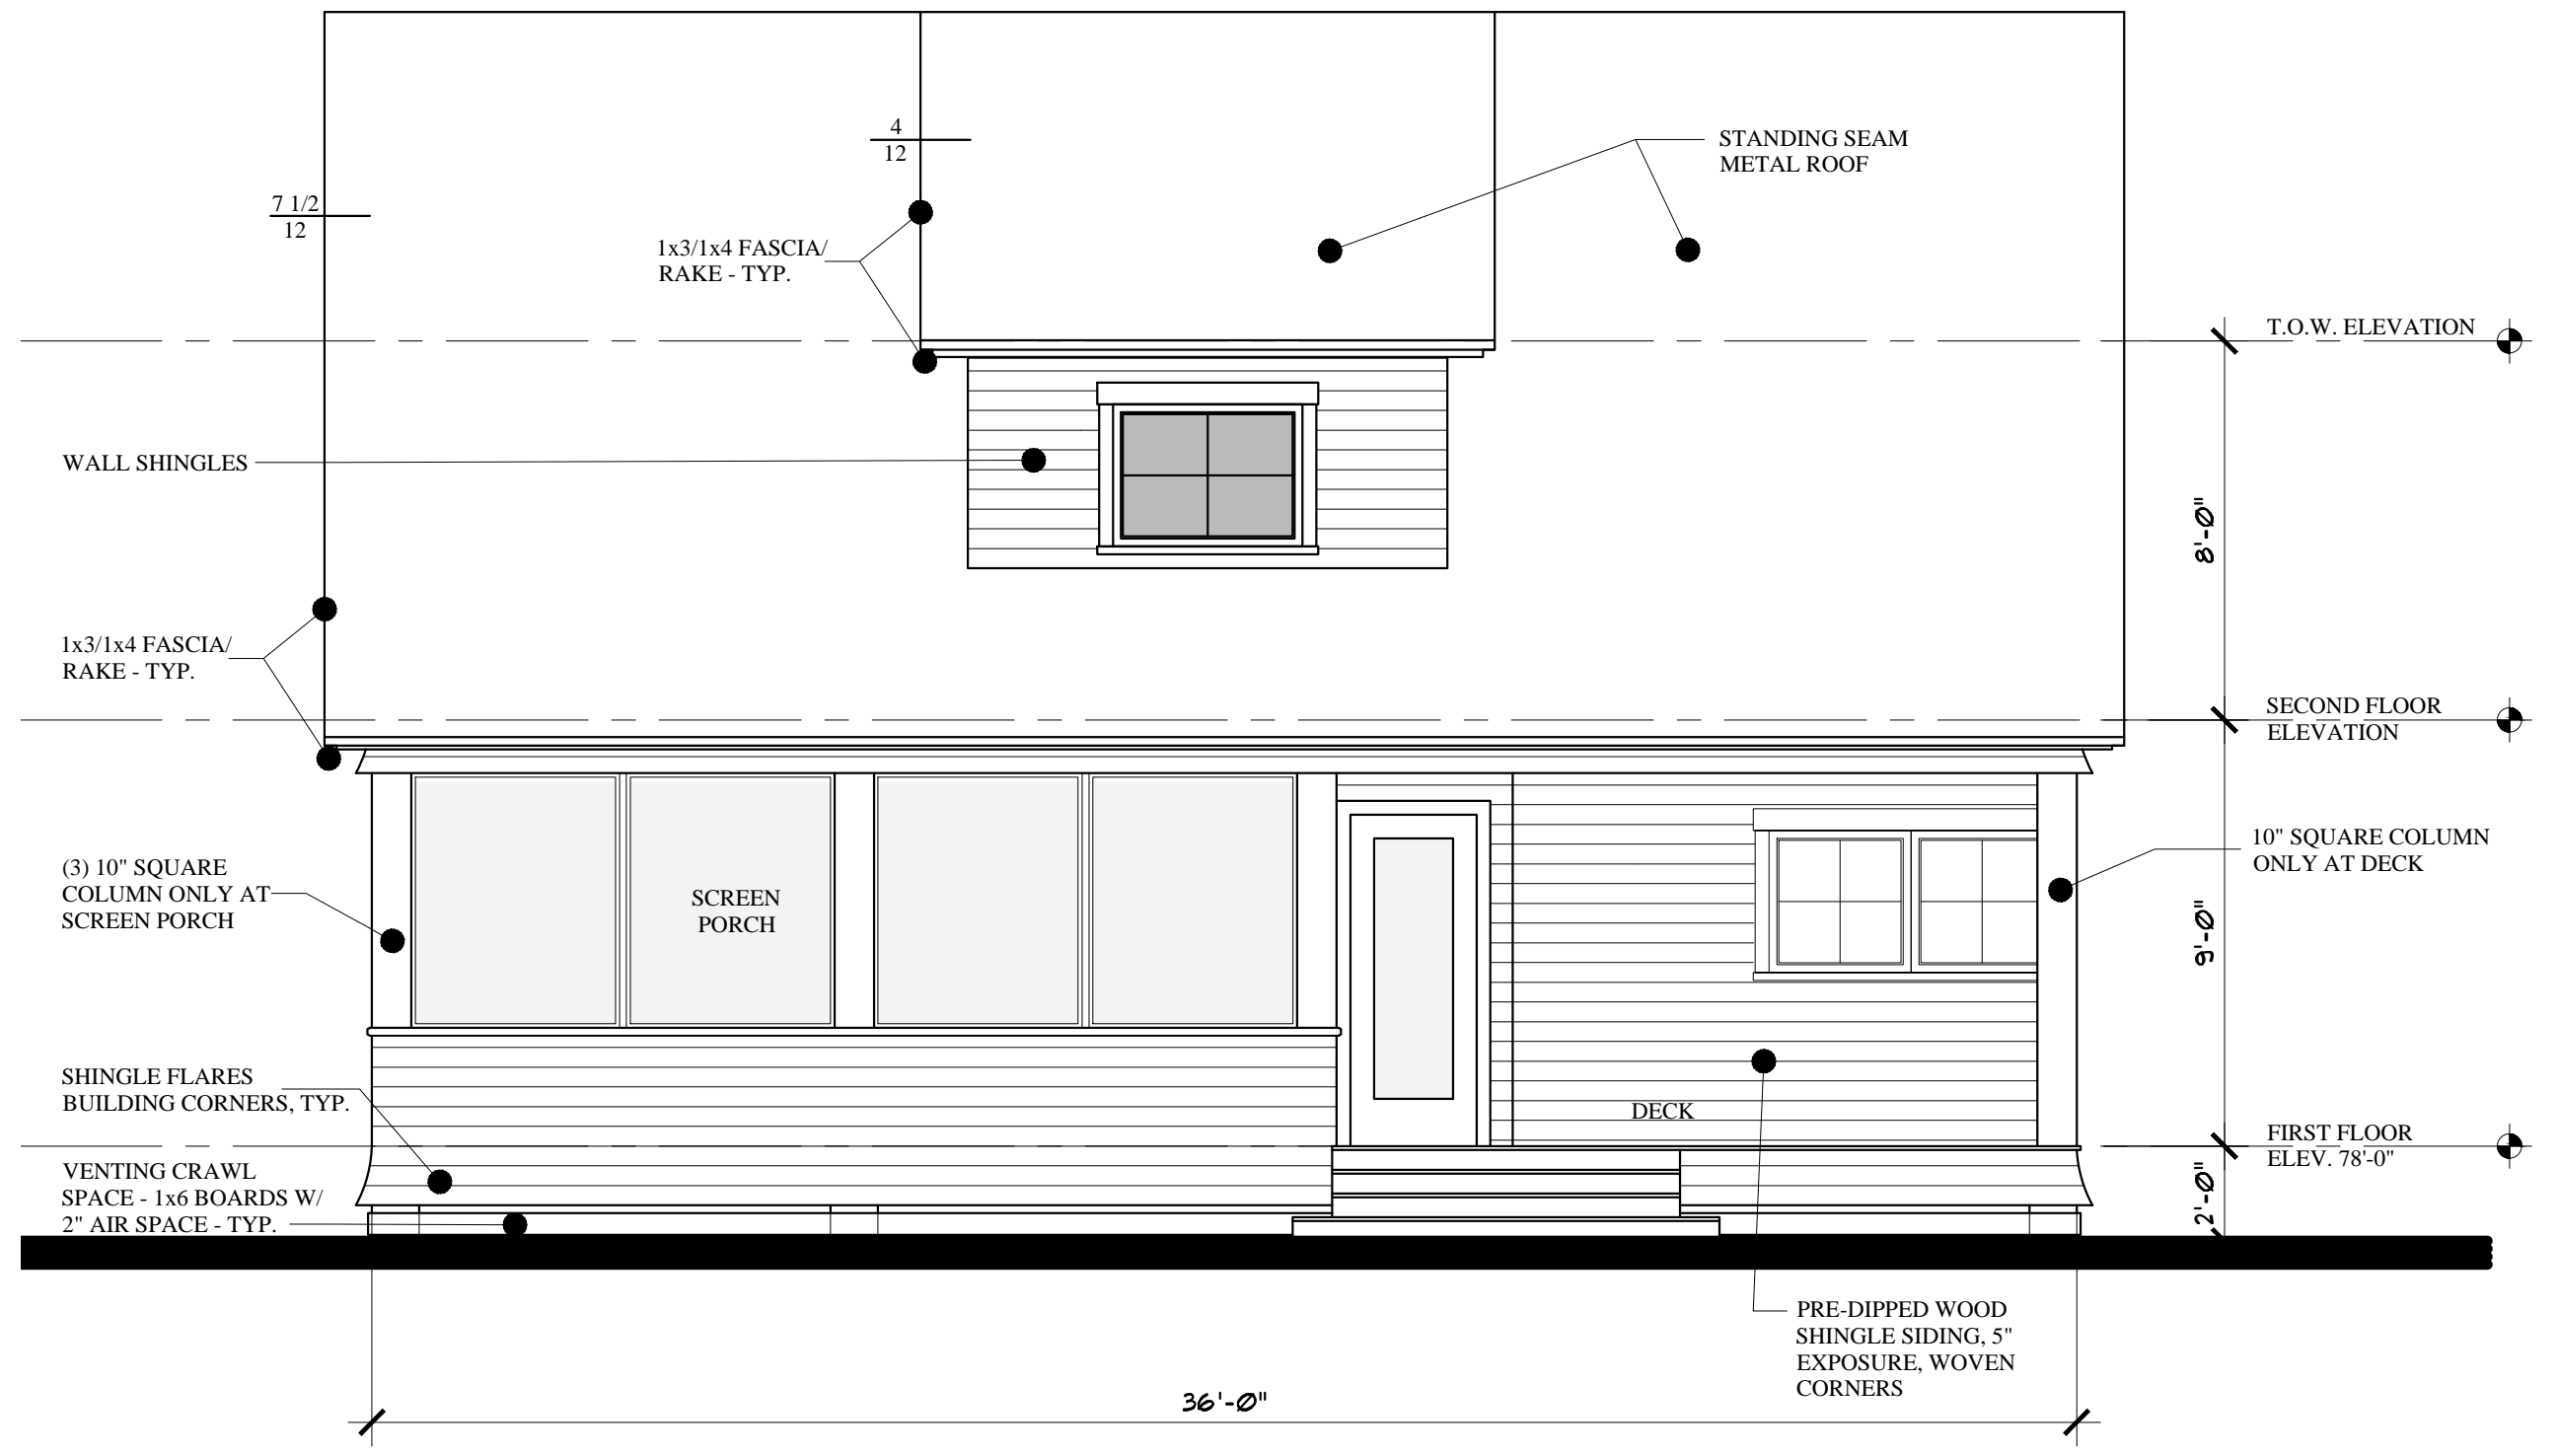 4
12
STANDING SEAM
METAL ROOF
7 1/2
12
1x3/1x4 FASCIA/
RAKE - TYP.
T.O.W. ELEVATION
WALL SHINGLES
8'-0"
1x3/1x4 FASCIA/
RAKE - TYP.
SECOND FLOOR
ELEVATION
(3) 10" SQUARE
COLUMN ONLY AT
SCREEN PORCH
SCREEN
PORCH
10" SQUARE COLUMN
ONLY AT DECK
9'-0"
SHINGLE FLARES
BUILDING CORNERS, TYP.
DECK
FIRST FLOOR
ELEV. 78'-0"
VENTING CRAWL
SPACE - 1x6 BOARDS W/
2" AIR SPACE - TYP.
2'-0"
PRE-DIPPED WOOD
SHINGLE SIDING, 5"
EXPOSURE, WOVEN
CORNERS
36'-0"